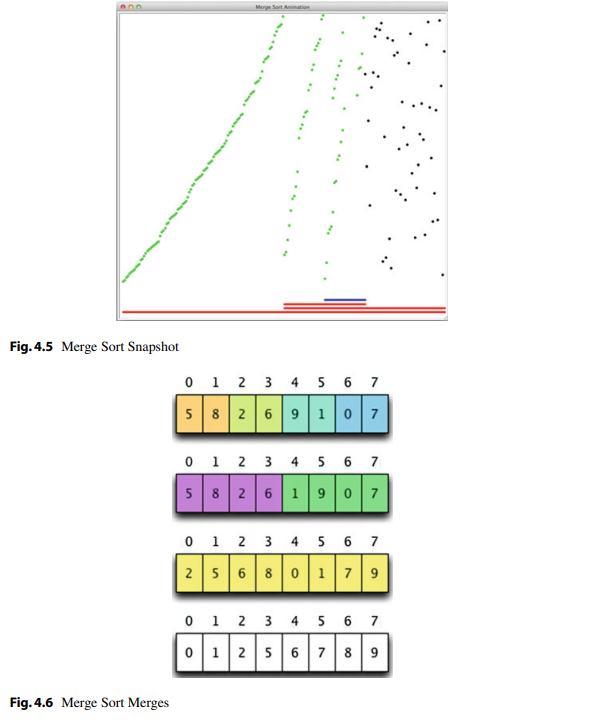 Merge Sort Animation
Fig. 4.5 Merge Sort Snapshot
0 1 2 3 4 5 6 7
5 8 2 6 9 1 0 7
0 1 2 3 4 5 6 7
5 8 2 6 1 9 0 7
0 1 2 3 4 5 6 7
2 5 6 8 0 1 7 9
0 1 2 3 4 5 6 7
0 1 2 5 6 7 8 9
Fig. 4.6 Merge Sort Merges